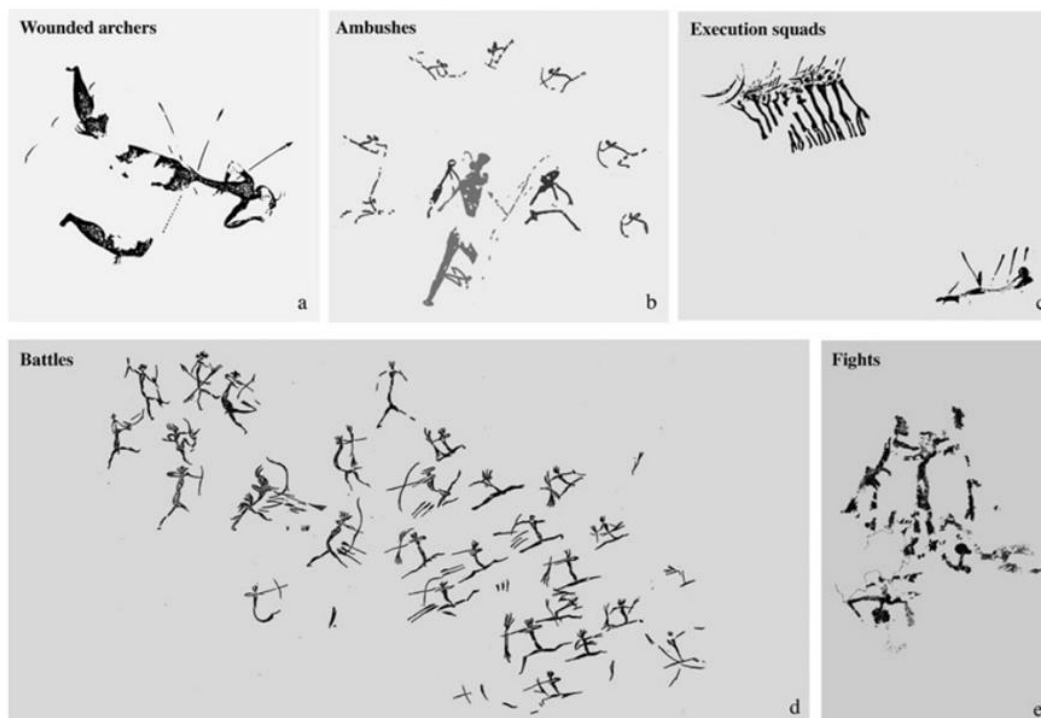 Wounded archers
a
Ambushes
b
Execution squads
c
Battles
d
Fights
e